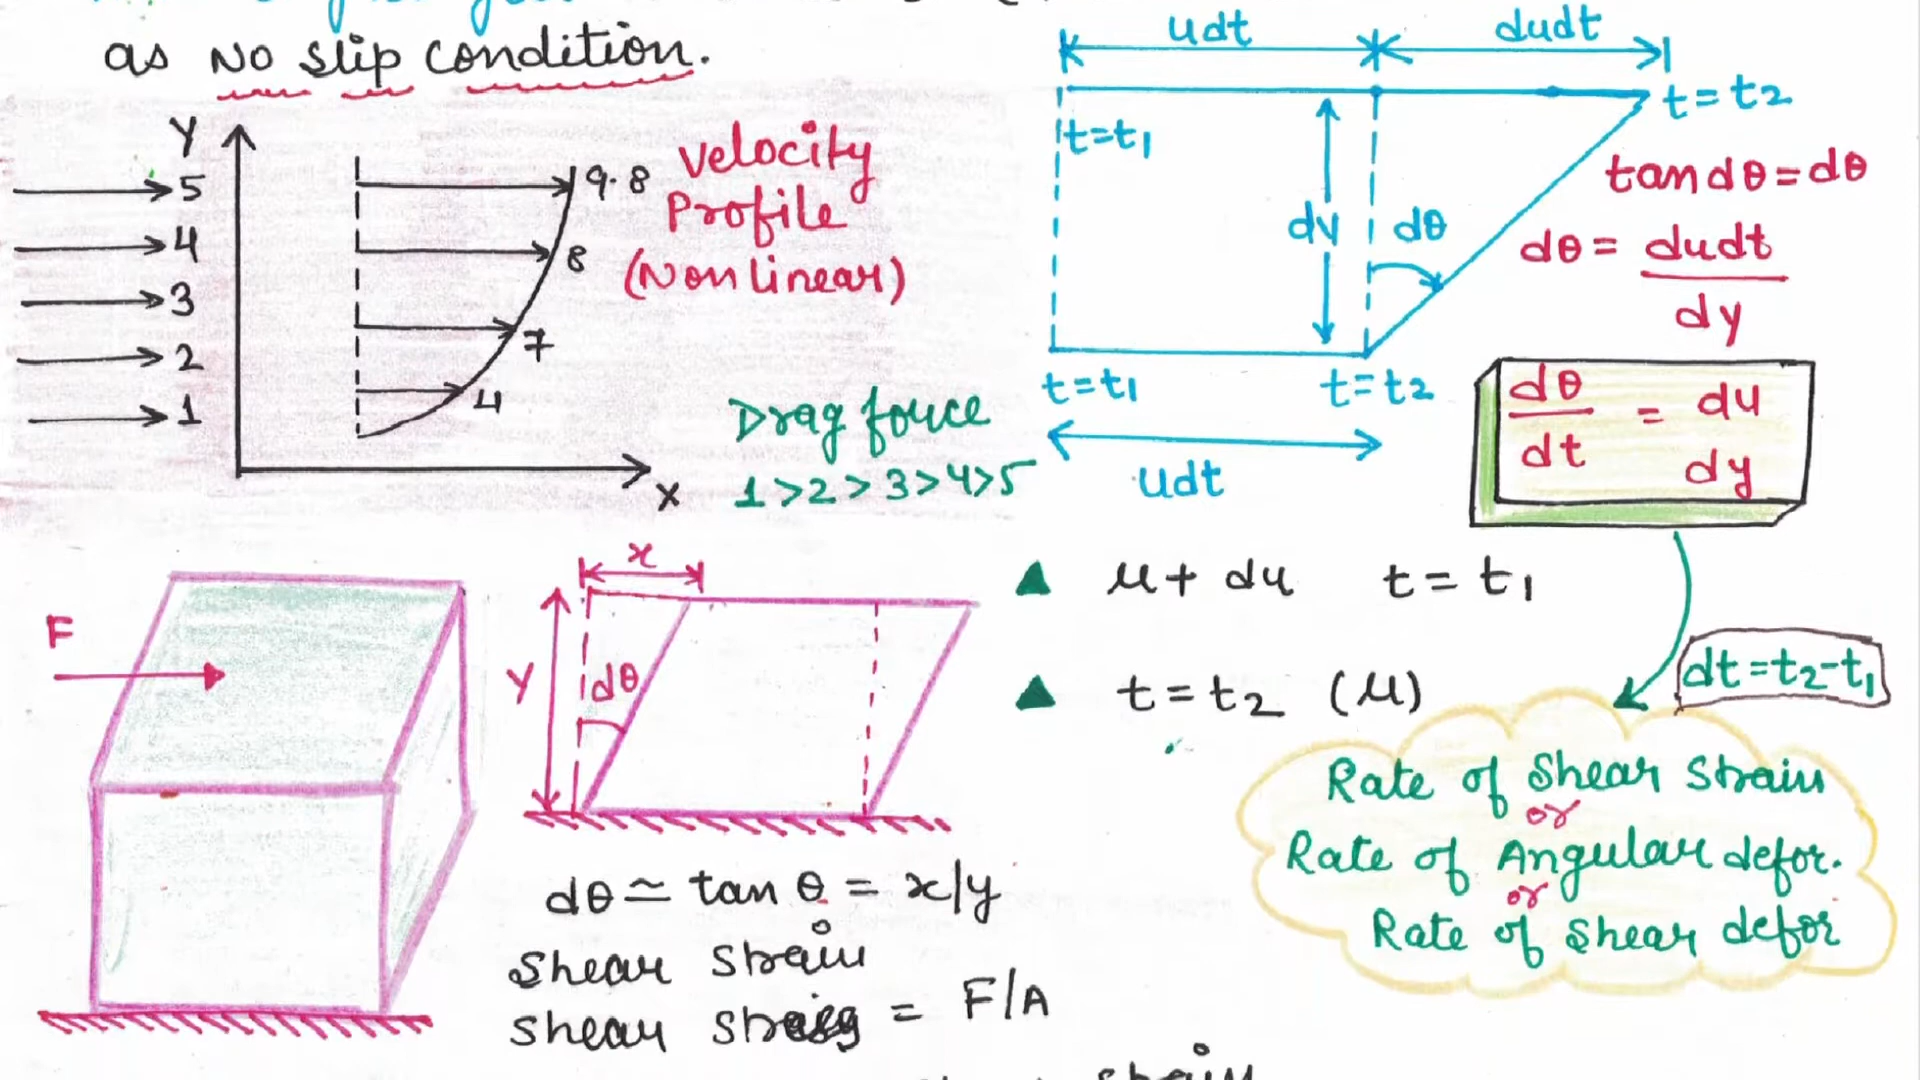 as No slip condition.
Y
5
4
3
2
1
9.8
8
7
4
X
Velocity
Profile
(Non linear)
Drag force
1>2>3>4>5
udt
dudt
t=t1
t=t2
dy
dθ
t=t1
t=t2
udt
tandθ=dθ
dθ = dudt
dy
dθ = du
dt dy
F
x
Y
dθ
dθ ≃ tan θ = x/y
Shear Strain
Shear Stress = F/A
▲ u + du t = t1
▲ t = t2 (u)
dt=t2-t1
Rate of Shear Strain
or
Rate of Angular defor.
or
Rate of Shear defor
strain